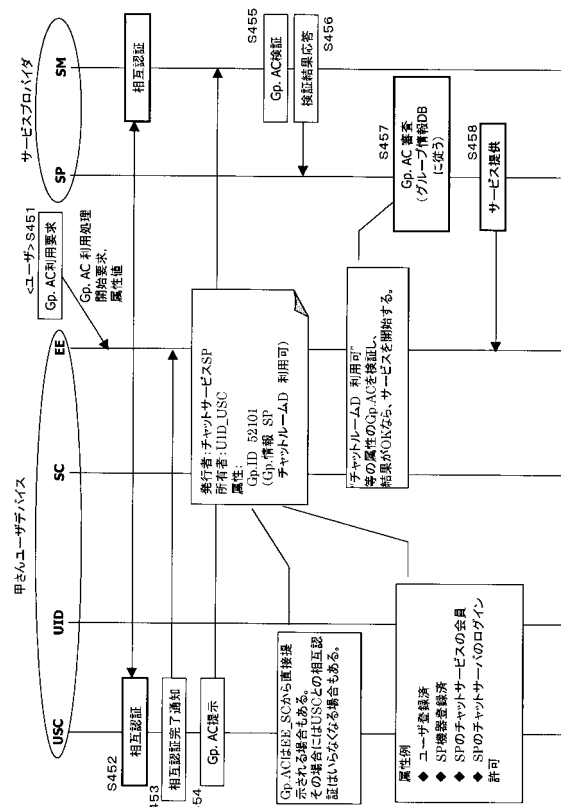 甲さんユーザデバイス
サービスプロバイダ
USC
UID
SC
EE
SP
SM
<ユーザ>S451
Gp. AC利用要求
Gp. AC 利用処理
開始要求,
属性値
S452
相互認証
相互認証
453
相互認証完了通知
54
Gp. AC提示
S455
Gp. AC検証
S456
検証結果応答
発行者:チャットサービスSP
所有者:UID_USC
属性:
Gp.ID 52101
(Gp.情報 SP
チャットルームD 利用可)
S457
Gp. AC 審査
(グループ情報DB
に従う)
"チャットルームD 利用可"
等の属性のGp.ACを検証し、
結果がOKなら、サービスを開始する。
S458
サービス提供
Gp.ACはEE_SCから直接提
示される場合もある。
その場合にはUSCとの相互認
証はいらなくなる場合もある。
属性例
◆ ユーザ登録済
◆ SP機器登録済
◆ SPのチャットサービスの会員
◆ SPのチャットサーバのログイン
許可